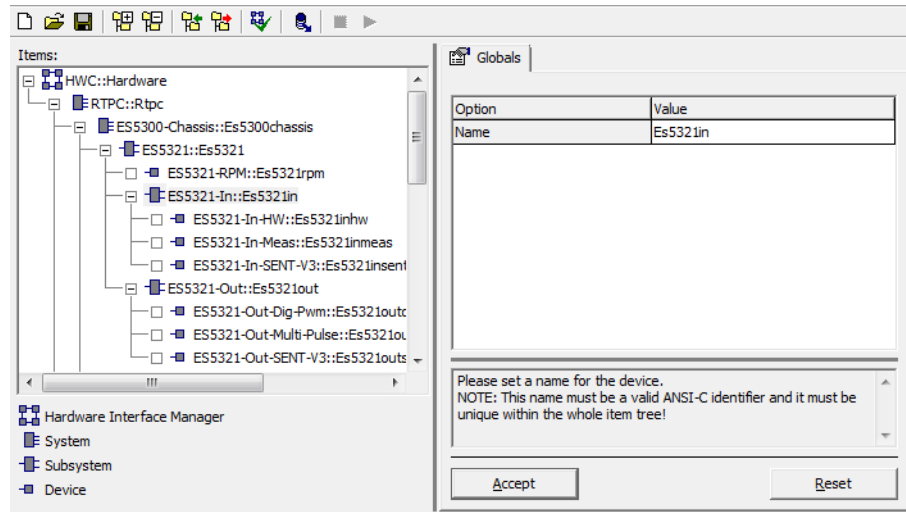 Items:
HWC::Hardware
RTPC::Rtpc
ES5300-Chassis::Es5300chassis
ES5321::Es5321
ES5321-RPM::Es5321rpm
ES5321-In::Es5321in
ES5321-In-HW::Es5321inhw
ES5321-In-Meas::Es5321inmeas
ES5321-In-SENT-V3::Es5321insent
ES5321-Out::Es5321out
ES5321-Out-Dig-Pwm::Es5321outd
ES5321-Out-Multi-Pulse::Es5321ou
ES5321-Out-SENT-V3::Es5321outs
Hardware Interface Manager
System
Subsystem
Device
Globals
Option Value
Name Es5321in
Please set a name for the device.
NOTE: This name must be a valid ANSI-C identifier and it must be
unique within the whole item tree!
Accept Reset